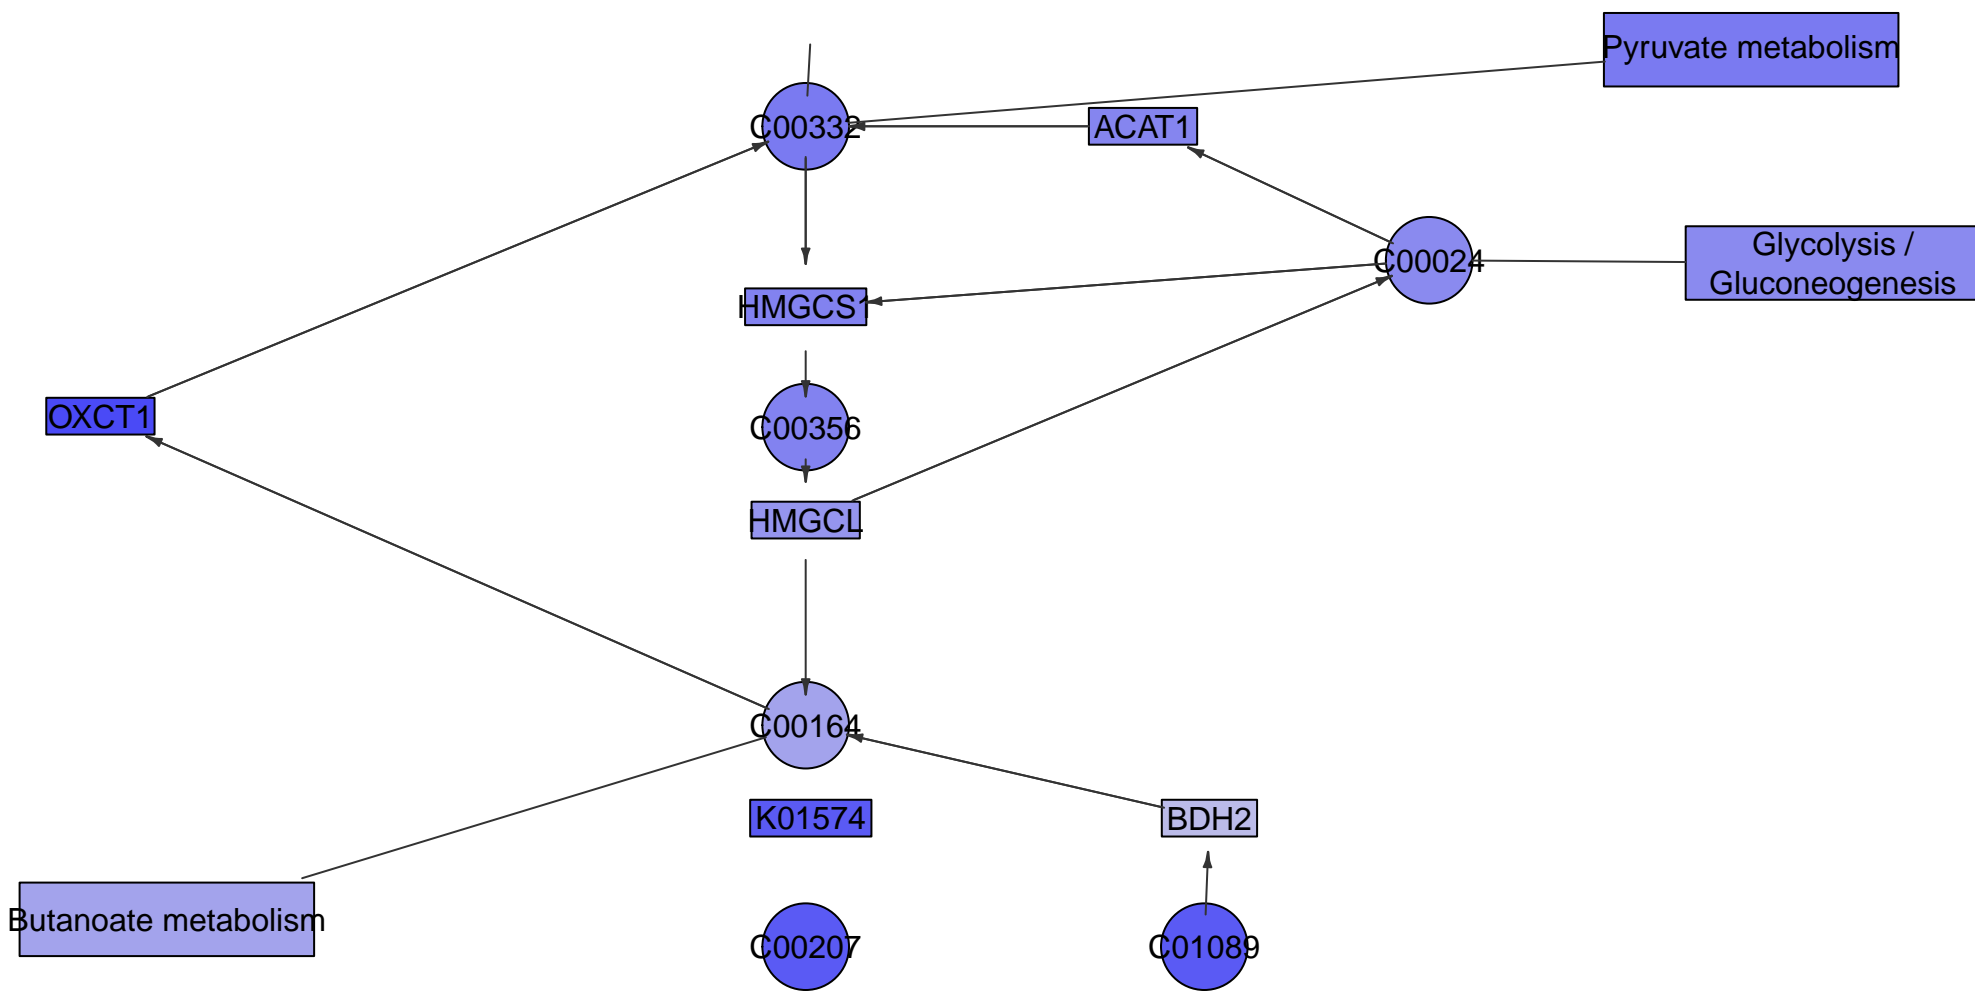 Pyruvate metabolism
C00332
ACAT1
Glycolysis /
Gluconeogenesis
C00024
HMGCS1
OXCT1
C00356
HMGCL
C00164
K01574
BDH2
Butanoate metabolism
C00207
C01089